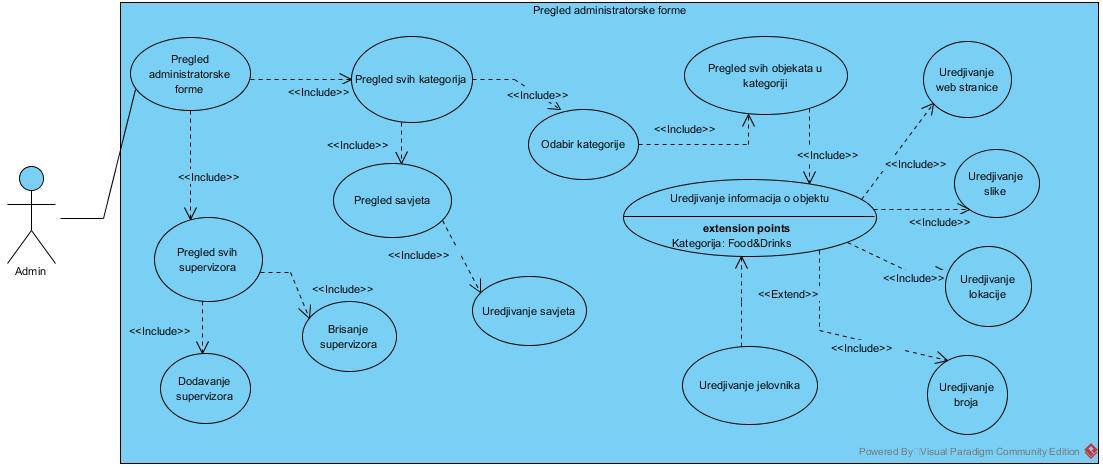 Pregled administratorske forme
Pregled
administratorske
forme
<<Include>>
Pregled svih kategorija
<<Include>>
Odabir kategorije
<<Include>>
Pregled svih objekata u
kategoriji
<<Include>>
Uredjivanje
web stranice
<<Include>>
<<Include>>
Pregled savjeta
<<Include>>
Uredjivanje savjeta
<<Include>>
Pregled svih
supervizora
<<Include>>
Brisanje
supervizora
<<Include>>
Dodavanje
supervizora
Admin
Uredjivanje informacija o objektu
extension points
Kategorija: Food&Drinks
Uredjivanje
slike
<<Include>>
<<Include>>
Uredjivanje
lokacije
<<Extend>>
<<Include>>
Uredjivanje jelovnika
Uredjivanje
broja
Powered By Visual Paradigm Community Edition